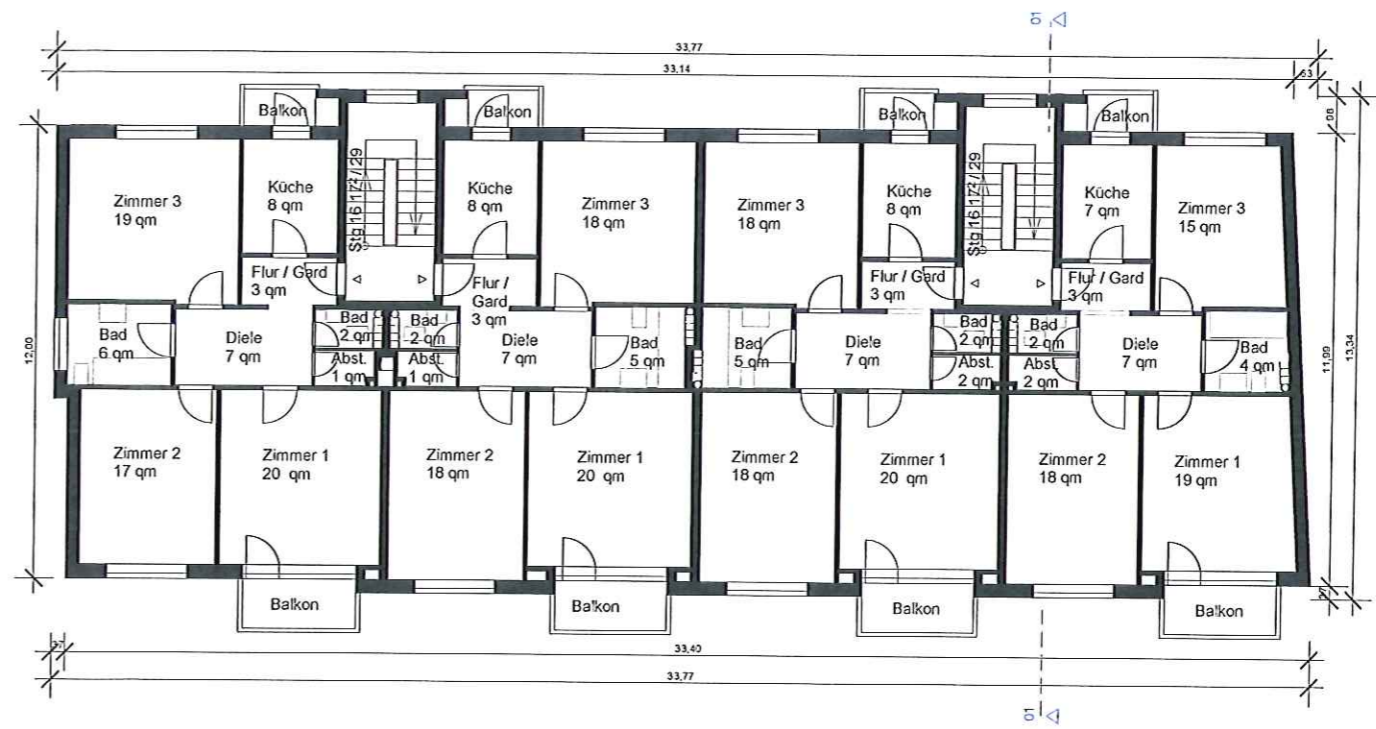 01
33,77
33,14
63
Balkon
Balkon
Balkon
Balkon
98
Stg 16 17² / 29
Stg 16 17² / 29
Zimmer 3
19 qm
Küche
8 qm
Küche
8 qm
Zimmer 3
18 qm
Zimmer 3
18 qm
Küche
8 qm
Küche
7 qm
Zimmer 3
15 qm
Flur / Gard
3 qm
Flur /
Gard
3 qm
Flur / Gard
3 qm
Flur / Gard
3 qm
12,00
11,99
13,34
Bad
6 qm
Diele
7 qm
Bad
2 qm
Abst.
1 qm
Bad
2 qm
Abst.
1 qm
Diele
7 qm
Bad
5 qm
Bad
5 qm
Diele
7 qm
Bad
2 qm
Abst.
2 qm
Bad
2 qm
Abst.
2 qm
Diele
7 qm
Bad
4 qm
Zimmer 2
17 qm
Zimmer 1
20 qm
Zimmer 2
18 qm
Zimmer 1
20 qm
Zimmer 2
18 qm
Zimmer 1
20 qm
Zimmer 2
18 qm
Zimmer 1
19 qm
Balkon
Balkon
Balkon
Balkon
37
33,40
33,77
01